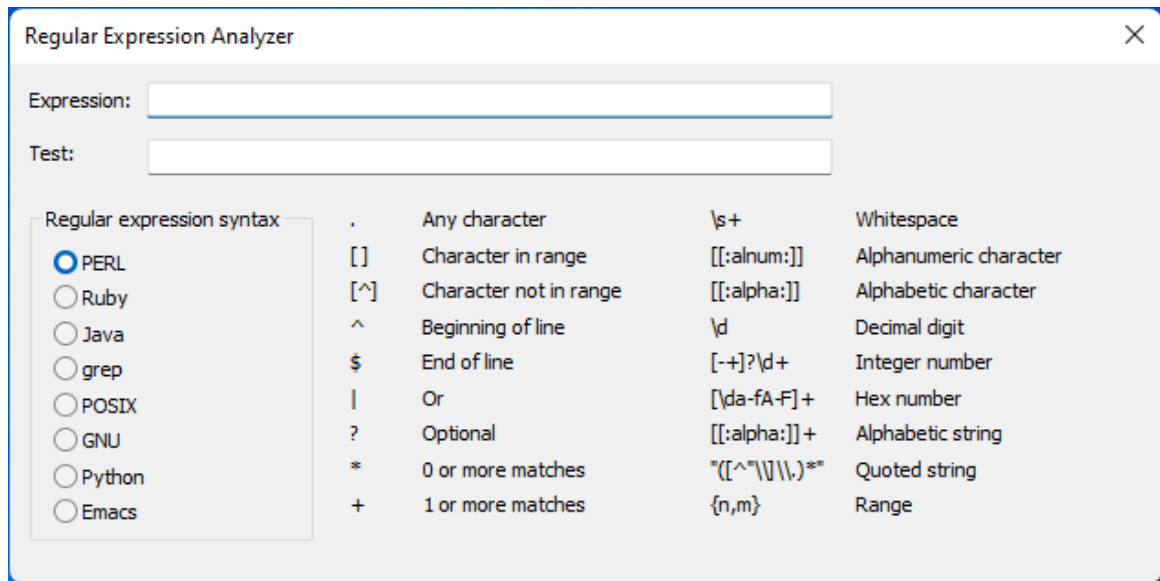 Regular Expression Analyzer
Expression:
Test:
Regular expression syntax
PERL
Ruby
Java
grep
POSIX
GNU
Python
Emacs
. Any character \s+ Whitespace
[ ] Character in range [[:alnum:]] Alphanumeric character
[^] Character not in range [[:alpha:]] Alphabetic character
^ Beginning of line \d Decimal digit
$ End of line [-+]?\d+ Integer number
| Or [\da-fA-F]+ Hex number
? Optional [[:alpha:]]+ Alphabetic string
* 0 or more matches "([^"\\]|\\.)*" Quoted string
+ 1 or more matches {n,m} Range